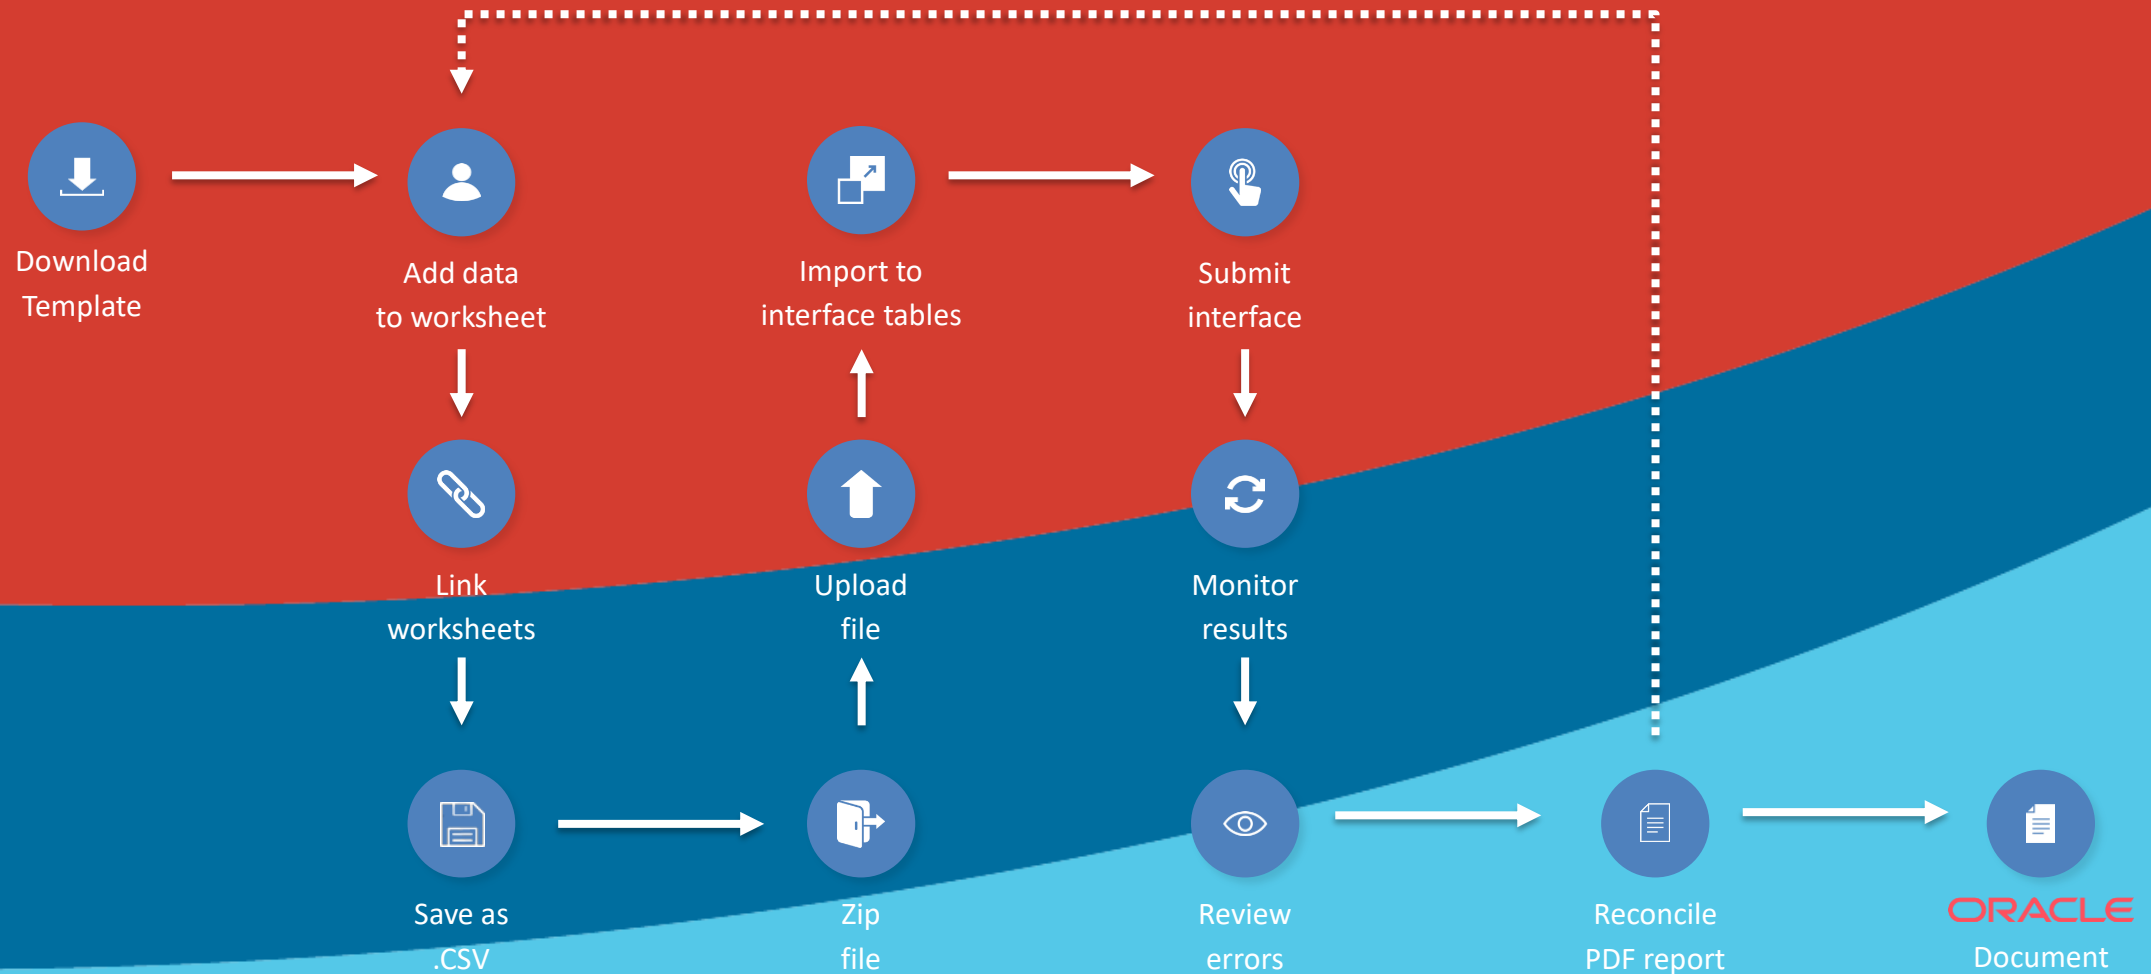 Download
Template
Add data
to worksheet
Import to
interface tables
Submit
interface
Link
worksheets
Upload
file
Monitor
results
Save as
.CSV
Zip
file
Review
errors
Reconcile
PDF report
ORACLE
Document